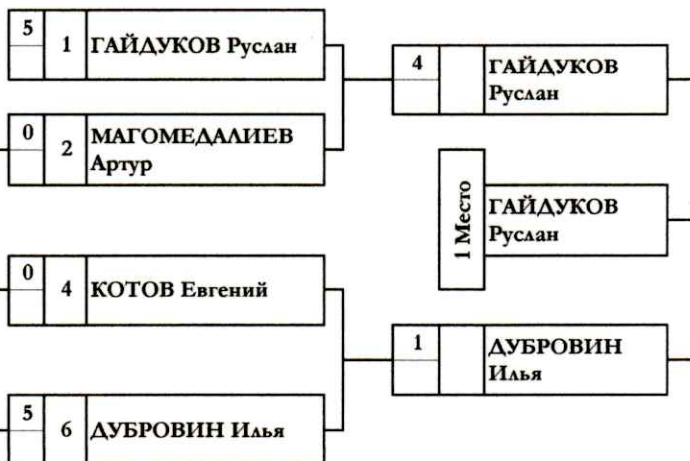 5
1 ГАЙДУКОВ Руслан
0
2 МАГОМЕДАЛИЕВ
Артур
0
4 КОТОВ Евгений
5
6 ДУБРОВИН Илья
4
ГАЙДУКОВ
Руслан
1 Место
ГАЙДУКОВ
Руслан
1
ДУБРОВИН
Илья